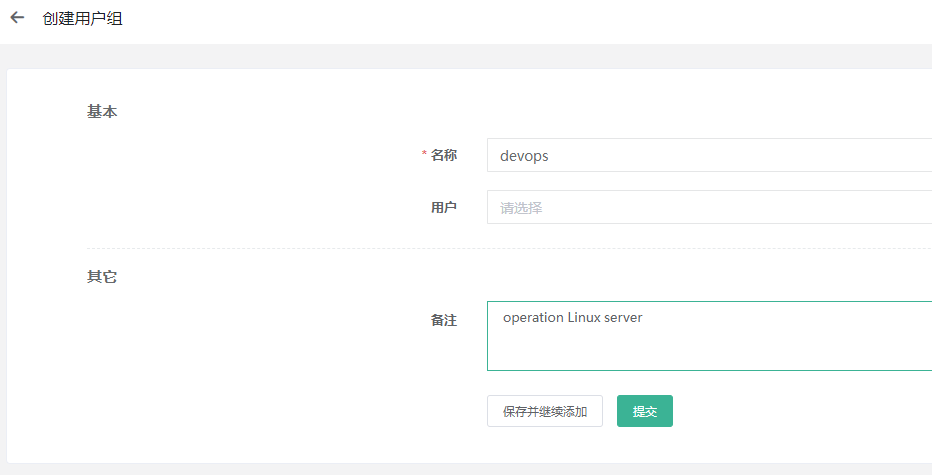 创建用户组
基本
* 名称 devops
用户 请选择
其它
备注 operation Linux server
保存并继续添加 提交